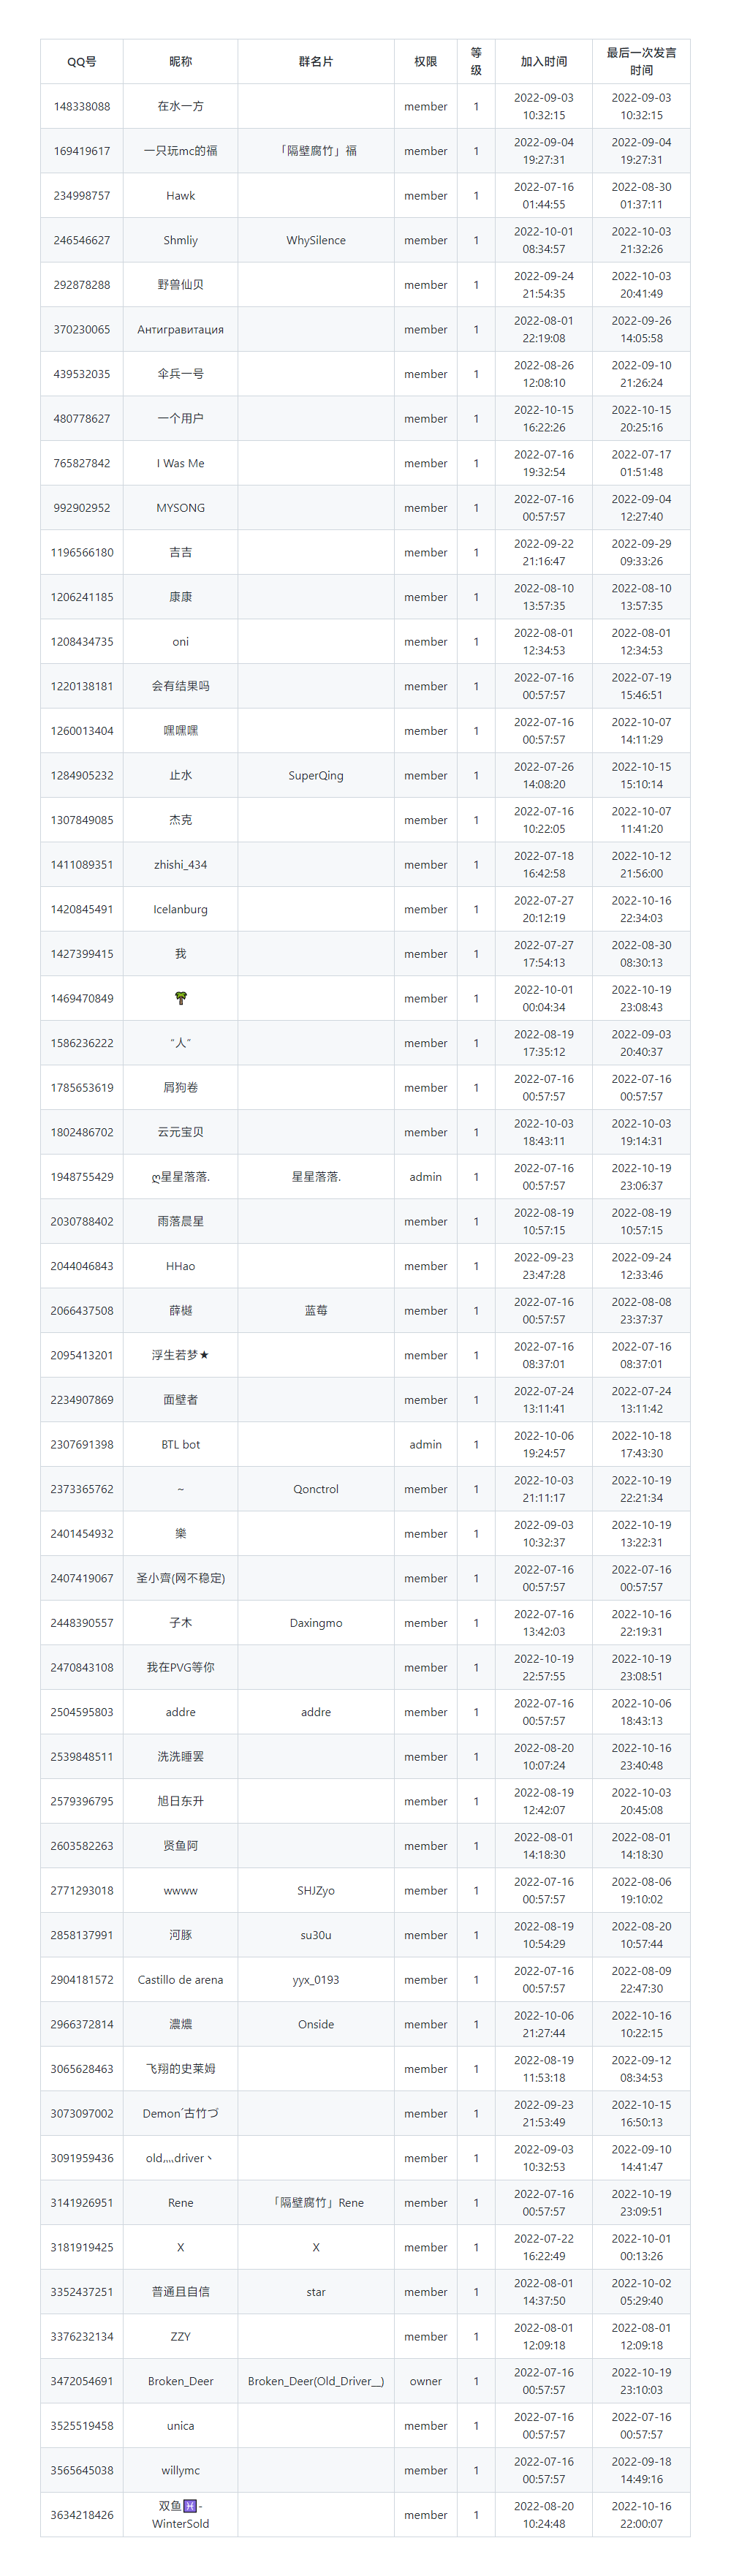 QQ号 昵称 群名片 权限 等级 加入时间 最后一次发言时间
148338088 在水一方 member 1 2022-09-03 10:32:15 2022-09-03 10:32:15
169419617 一只玩mc的福 「隔壁腐竹」福 member 1 2022-09-04 19:27:31 2022-09-04 19:27:31
234998757 Hawk member 1 2022-07-16 01:44:55 2022-08-30 01:37:11
246546627 Shmliy WhySilence member 1 2022-10-01 08:34:57 2022-10-03 21:32:26
292878288 野兽仙贝 member 1 2022-09-24 21:54:35 2022-10-03 20:41:49
370230065 Антигравитация member 1 2022-08-01 22:19:08 2022-09-26 14:05:58
439532035 伞兵一号 member 1 2022-08-26 12:08:10 2022-09-10 21:26:24
480778627 一个用户 member 1 2022-10-15 16:22:26 2022-10-15 20:25:16
765827842 I Was Me member 1 2022-07-16 19:32:54 2022-07-17 01:51:48
992902952 MYSONG member 1 2022-07-16 00:57:57 2022-09-04 12:27:40
1196566180 吉吉 member 1 2022-09-22 21:16:47 2022-09-29 09:33:26
1206241185 康康 member 1 2022-08-10 13:57:35 2022-08-10 13:57:35
1208434735 oni member 1 2022-08-01 12:34:53 2022-08-01 12:34:53
1220138181 会有结果吗 member 1 2022-07-16 00:57:57 2022-07-19 15:46:51
1260013404 嘿嘿嘿 member 1 2022-07-16 00:57:57 2022-10-07 14:11:29
1284905232 止水 SuperQing member 1 2022-07-26 14:08:20 2022-10-15 15:10:14
1307849085 杰克 member 1 2022-07-16 10:22:05 2022-10-07 11:41:20
1411089351 zhishi_434 member 1 2022-07-18 16:42:58 2022-10-12 21:56:00
1420845491 Icelanburg member 1 2022-07-27 20:12:19 2022-10-16 22:34:03
1427399415 我 member 1 2022-07-27 17:54:13 2022-08-30 08:30:13
1469470849 🌴 member 1 2022-10-01 00:04:34 2022-10-19 23:08:43
1586236222 “人” member 1 2022-08-19 17:35:12 2022-09-03 20:40:37
1785653619 屑狗卷 member 1 2022-07-16 00:57:57 2022-07-16 00:57:57
1802486702 云元宝贝 member 1 2022-10-03 18:43:11 2022-10-03 19:14:31
1948755429 ღ星星落落. 星星落落. admin 1 2022-07-16 00:57:57 2022-10-19 23:06:37
2030788402 雨落晨星 member 1 2022-08-19 10:57:15 2022-08-19 10:57:15
2044046843 HHao member 1 2022-09-23 23:47:28 2022-09-24 12:33:46
2066437508 薛樾 蓝莓 member 1 2022-07-16 00:57:57 2022-08-08 23:37:37
2095413201 浮生若梦★ member 1 2022-07-16 08:37:01 2022-07-16 08:37:01
2234907869 面壁者 member 1 2022-07-24 13:11:41 2022-07-24 13:11:42
2307691398 BTL bot admin 1 2022-10-06 19:24:57 2022-10-18 17:43:30
2373365762 ~ Qonctrol member 1 2022-10-03 21:11:17 2022-10-19 22:21:34
2401454932 樂 member 1 2022-09-03 10:32:37 2022-10-19 13:22:31
2407419067 圣小齊(网不稳定) member 1 2022-07-16 00:57:57 2022-07-16 00:57:57
2448390557 子木 Daxingmo member 1 2022-07-16 13:42:03 2022-10-16 22:19:31
2470843108 我在PVG等你 member 1 2022-10-19 22:57:55 2022-10-19 23:08:51
2504595803 addre addre member 1 2022-07-16 00:57:57 2022-10-06 18:43:13
2539848511 洗洗睡罢 member 1 2022-08-20 10:07:24 2022-10-16 23:40:48
2579396795 旭日东升 member 1 2022-08-19 12:42:07 2022-10-03 20:45:08
2603582263 贤鱼阿 member 1 2022-08-01 14:18:30 2022-08-01 14:18:30
2771293018 wwww SHJZyo member 1 2022-07-16 00:57:57 2022-08-06 19:10:02
2858137991 河豚 su30u member 1 2022-08-19 10:54:29 2022-08-20 10:57:44
2904181572 Castillo de arena yyx_0193 member 1 2022-07-16 00:57:57 2022-08-09 22:47:30
2966372814 Onside member 1 2022-10-06 21:27:44 2022-10-16 10:22:15
3065628463 飞翔的史莱姆 member 1 2022-08-19 11:53:18 2022-09-12 08:34:53
3073097002 Demon゛古竹づ member 1 2022-09-23 21:53:49 2022-10-15 16:50:13
3091959436 old灬driver丶 member 1 2022-09-03 10:32:53 2022-09-10 14:41:47
3141926951 Rene 「隔壁腐竹」Rene member 1 2022-07-16 00:57:57 2022-10-19 23:09:51
3181919425 X X member 1 2022-07-22 16:22:49 2022-10-01 00:13:26
3352437251 普通且自信 star member 1 2022-08-01 14:37:50 2022-10-02 05:29:40
3376232134 ZZY member 1 2022-08-01 12:09:18 2022-08-01 12:09:18
3472054691 Broken_Deer Broken_Deer(Old_Driver__) owner 1 2022-07-16 00:57:57 2022-10-19 23:10:03
3525519458 unica member 1 2022-07-16 00:57:57 2022-07-16 00:57:57
3565645038 willymc member 1 2022-07-16 00:57:57 2022-09-18 14:49:16
3634218426 双鱼♓-WinterSold member 1 2022-08-20 10:24:48 2022-10-16 22:00:07